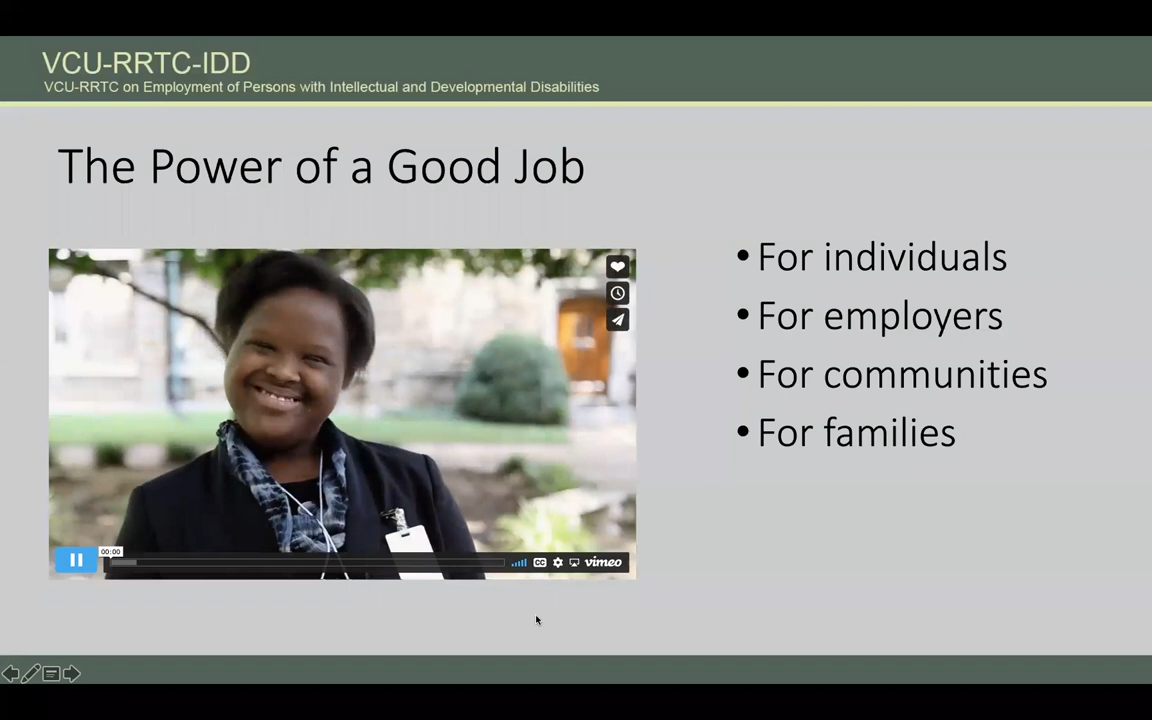 VCU-RRTC-IDD
VCU-RRTC on Employment of Persons with Intellectual and Developmental Disabilities
The Power of a Good Job
• For individuals
• For employers
• For communities
• For families
00:00
CC
vimeo